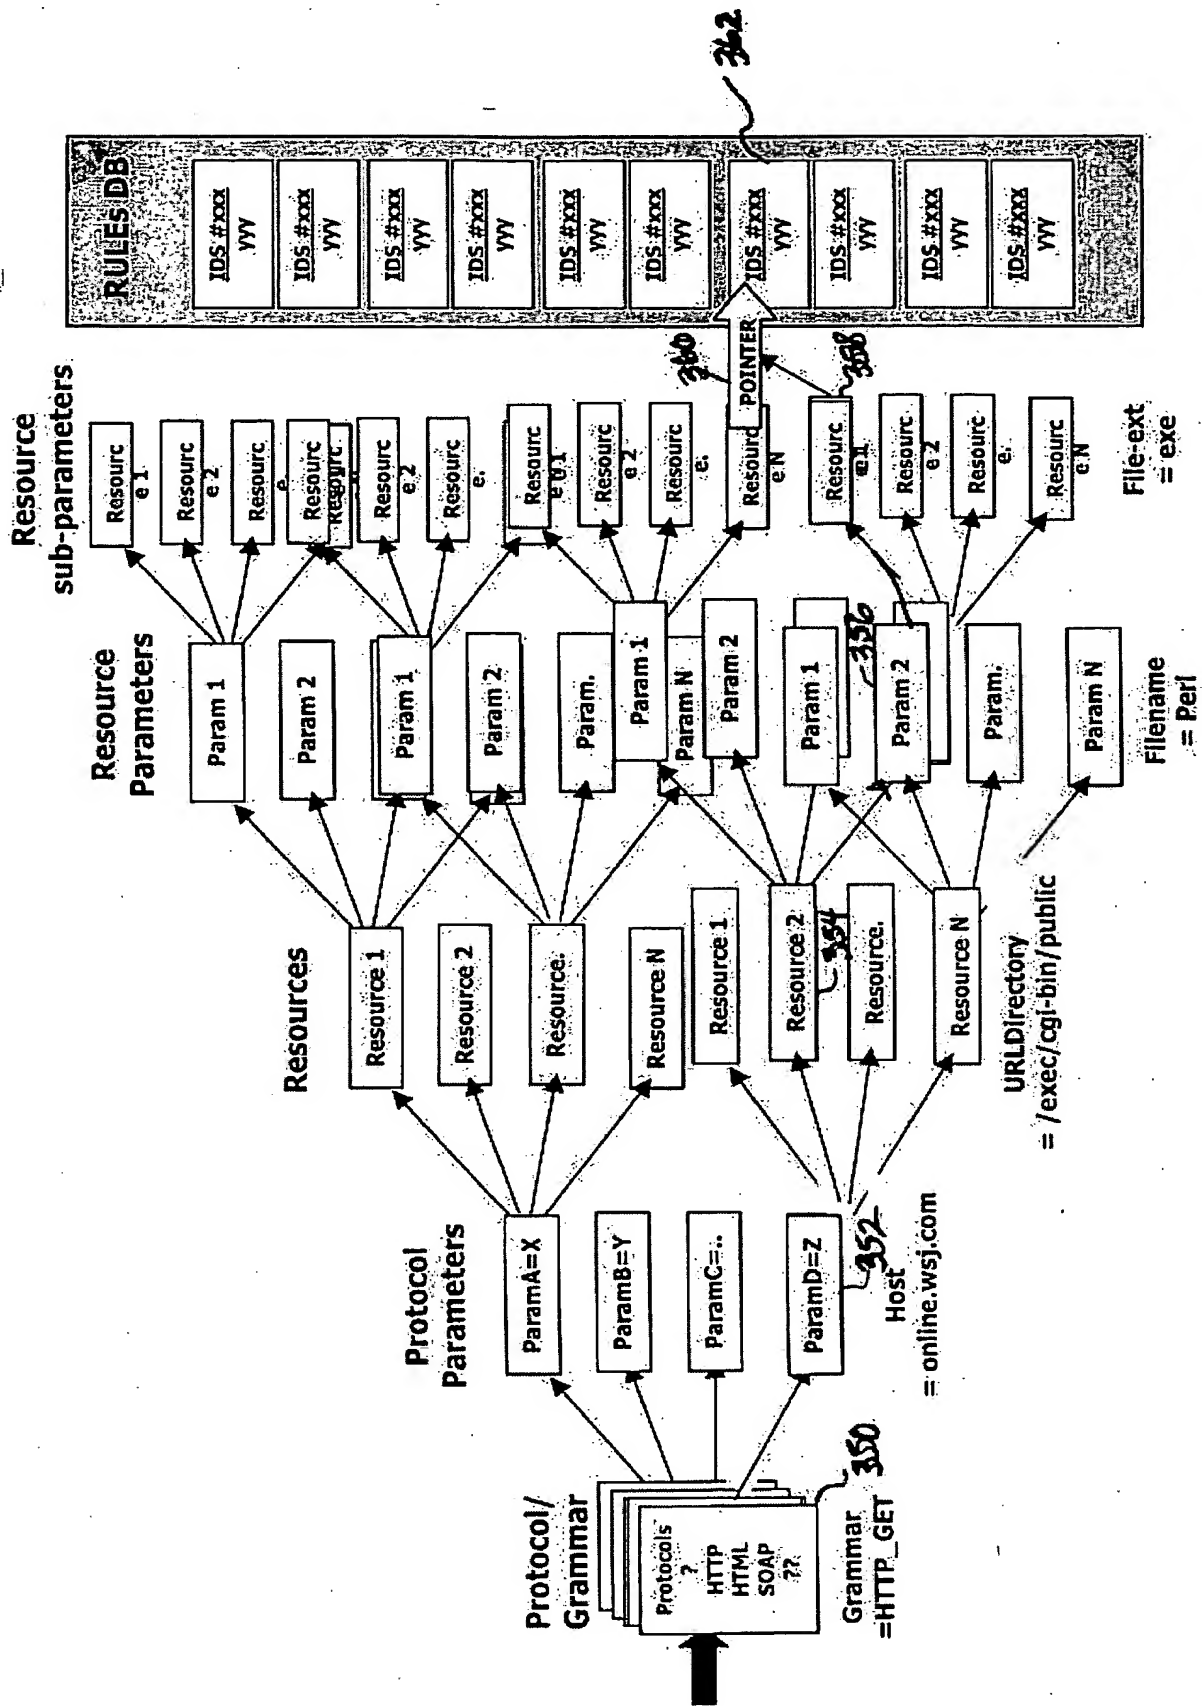 Protocol/
Grammar
Protocols
?
HTTP
HTML
SOAP
??
350
Grammar
=HTTP_GET
Protocol
Parameters
ParamA=X
ParamB=Y
ParamC=..
ParamD=Z
352
Host
= online.wsj.com
Resources
Resource 1
Resource 2
Resource.
Resource N
Resource 1
Resource 2
354
Resource.
Resource N
URLDirectory
= /exec/cgi-bin/public
Resource
Parameters
Param 1
Param 2
Param 1
Param 2
Param.
Param 1
Param N
Param 2
Param 1
356
Param 2
Param.
Param N
Filename
= Perl
Resource
sub-parameters
Resourc
e 1
Resourc
e 2
Resourc
e.
Resourc
Resourc
Resourc
e 2
Resourc
e.
Resourc
Resourc
e 2
Resourc
e.
Resourc
e N
Resourc
358
Resourc
e 2
Resourc
e.
Resourc
e N
File-ext
= exe
360
POINTER
RULES DB
IDS #xxx
yyy
IDS #xxx
yyy
IDS #xxx
yyy
IDS #xxx
yyy
IDS #xxx
yyy
IDS #xxx
yyy
IDS #xxx
yyy
IDS #xxx
yyy
IDS #xxx
yyy
IDS #xxx
yyy
362